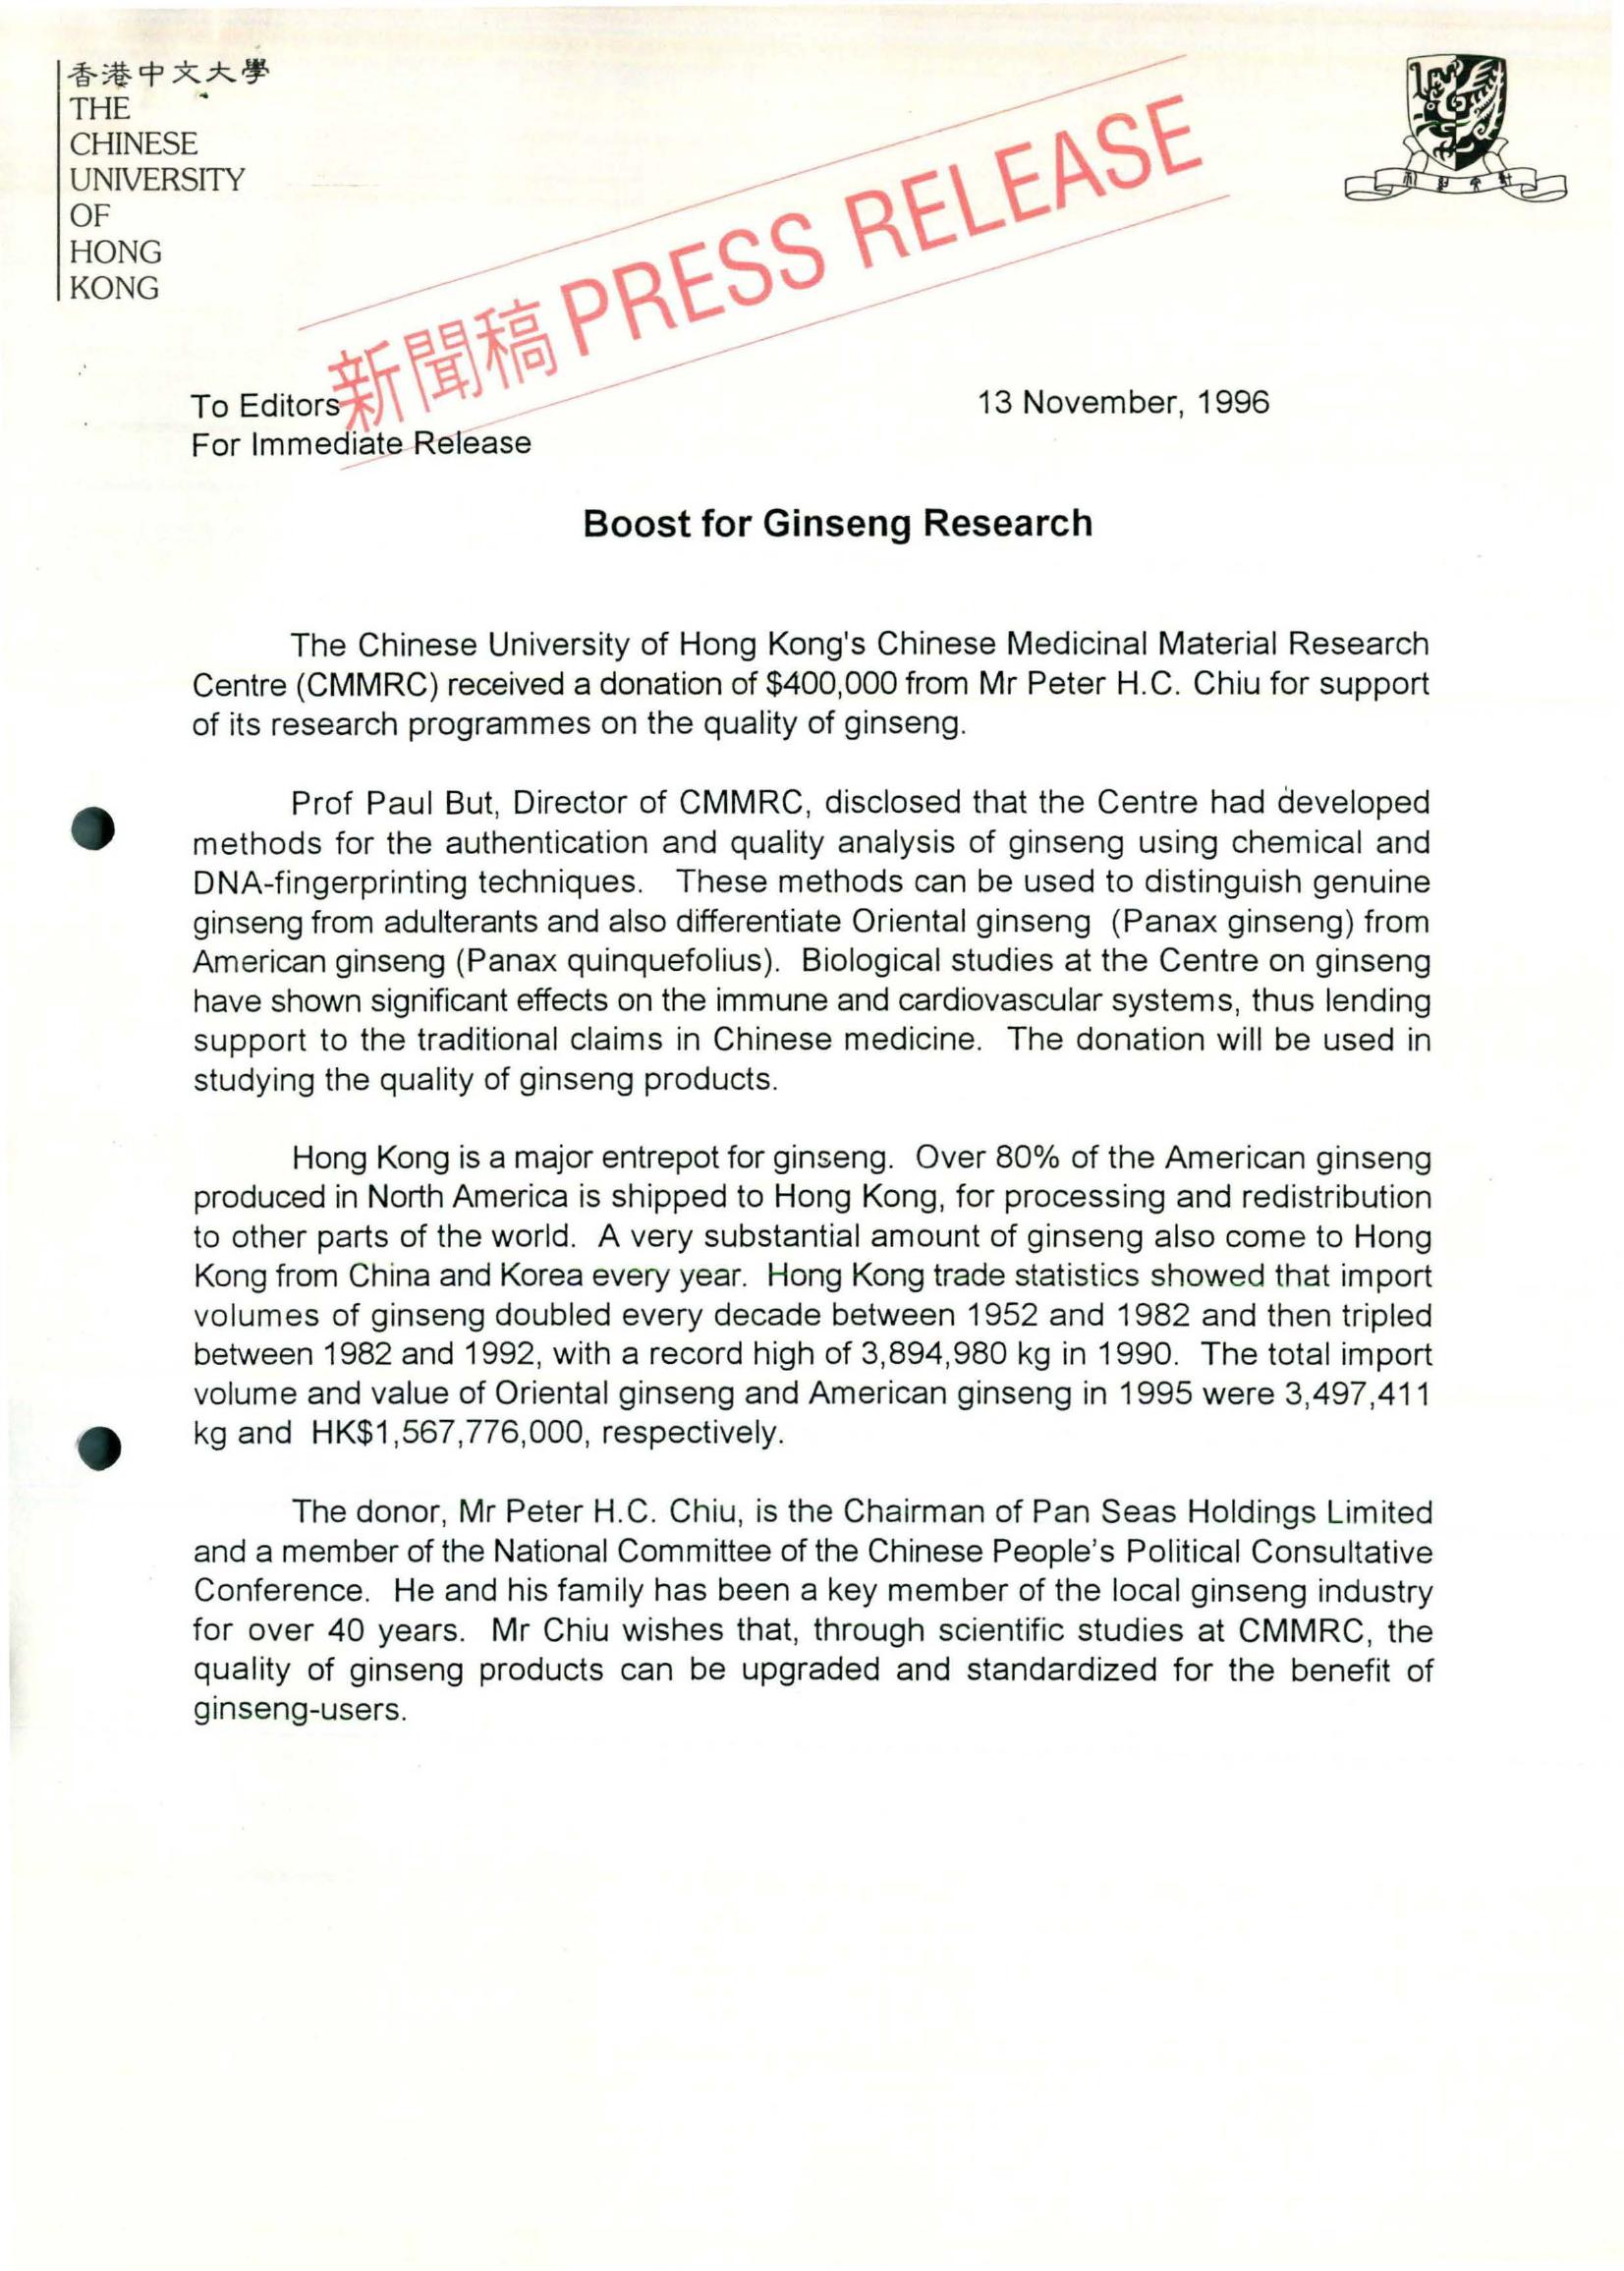 香港中文大學
THE
CHINESE
UNIVERSITY
OF
HONG
KONG
新聞稿 PRESS RELEASE
To Editors
13 November, 1996
For Immediate Release
Boost for Ginseng Research
The Chinese University of Hong Kong's Chinese Medicinal Material Research
Centre (CMMRC) received a donation of $400,000 from Mr Peter H.C. Chiu for support
of its research programmes on the quality of ginseng.
Prof Paul But, Director of CMMRC, disclosed that the Centre had developed
methods for the authentication and quality analysis of ginseng using chemical and
DNA-fingerprinting techniques. These methods can be used to distinguish genuine
ginseng from adulterants and also differentiate Oriental ginseng (Panax ginseng) from
American ginseng (Panax quinquefolius). Biological studies at the Centre on ginseng
have shown significant effects on the immune and cardiovascular systems, thus lending
support to the traditional claims in Chinese medicine. The donation will be used in
studying the quality of ginseng products.
Hong Kong is a major entrepot for ginseng. Over 80% of the American ginseng
produced in North America is shipped to Hong Kong, for processing and redistribution
to other parts of the world. A very substantial amount of ginseng also come to Hong
Kong from China and Korea every year. Hong Kong trade statistics showed that import
volumes of ginseng doubled every decade between 1952 and 1982 and then tripled
between 1982 and 1992, with a record high of 3,894,980 kg in 1990. The total import
volume and value of Oriental ginseng and American ginseng in 1995 were 3,497,411
kg and HK$1,567,776,000, respectively.
The donor, Mr Peter H.C. Chiu, is the Chairman of Pan Seas Holdings Limited
and a member of the National Committee of the Chinese People's Political Consultative
Conference. He and his family has been a key member of the local ginseng industry
for over 40 years. Mr Chiu wishes that, through scientific studies at CMMRC, the
quality of ginseng products can be upgraded and standardized for the benefit of
ginseng-users.